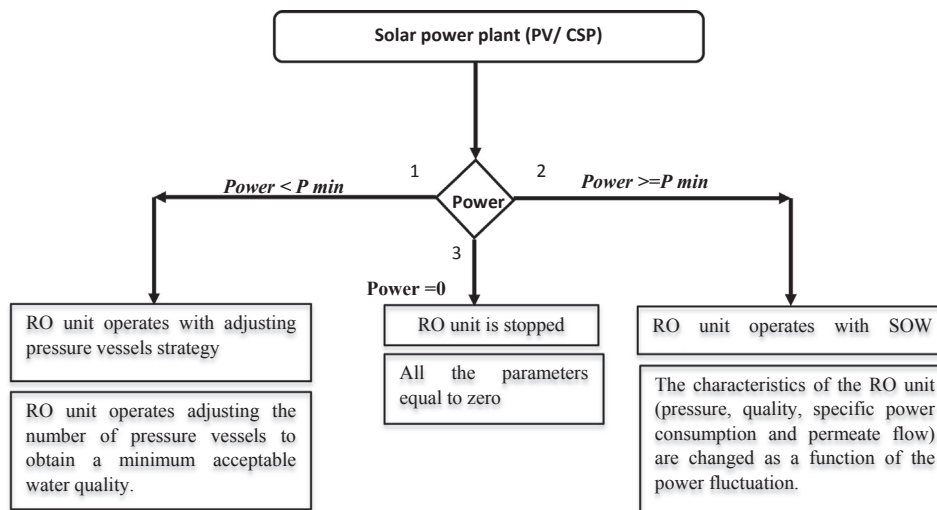 Solar power plant (PV/ CSP)
1
2
Power < P min
Power >=P min
Power
3
Power =0
RO unit operates with adjusting
pressure vessels strategy
RO unit is stopped
RO unit operates with SOW
RO unit operates adjusting the
number of pressure vessels to
obtain a minimum acceptable
water quality.
All the parameters
equal to zero
The characteristics of the RO unit
(pressure, quality, specific power
consumption and permeate flow)
are changed as a function of the
power fluctuation.